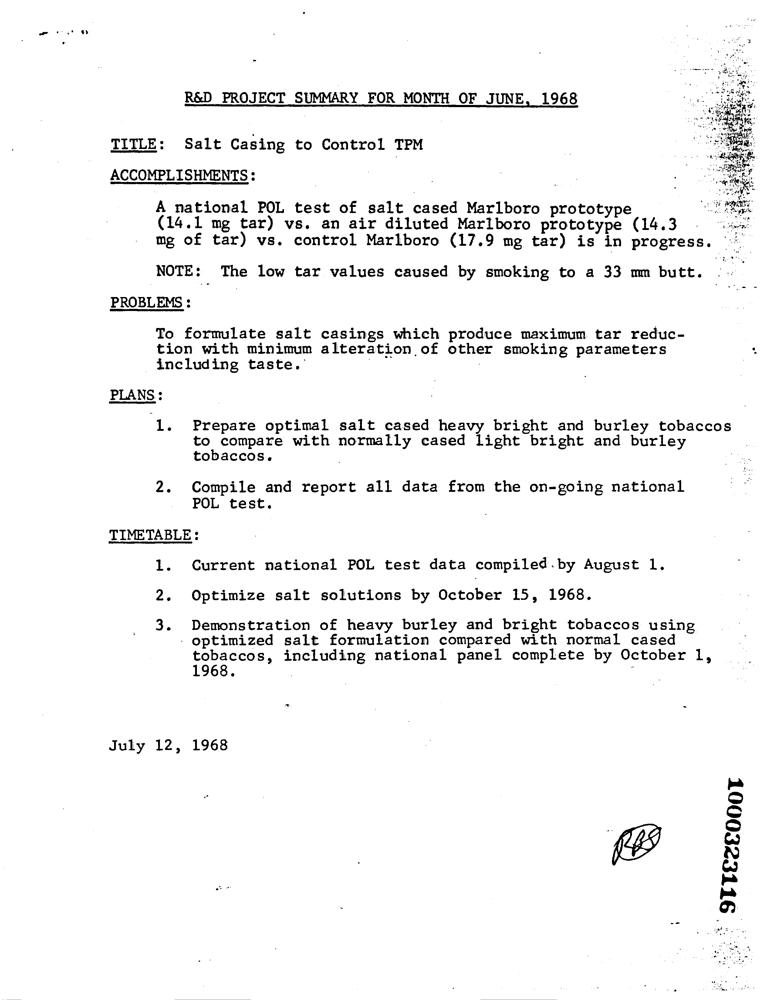 R&D PROJECT SUMMARY FOR MONTH OF JUNE, 1968
TITLE: Salt Casing to Control TPM
ACCOMPLISHMENTS:
A national POL test of salt cased Marlboro prototype
(14.1 mg tar) vs. an air diluted Marlboro prototype (14.3
mg of tar) vs. control Marlboro (17.9 mg tar) is in progress.
NOTE: The low tar values caused by smoking to a 33 mm butt.
PROBLEMS:
To formulate salt casings which produce maximum tar reduc-
tion with minimum alteration of other smoking parameters
including taste.
PLANS:
1. Prepare optimal salt cased heavy bright and burley tobaccos
to compare with normally cased light bright and burley
tobaccos.
2. Compile and report all data from the on-going national
POL test.
TIMETABLE:
1. Current national POL test data compiled by August 1.
2. Optimize salt solutions by October 15, 1968.
3. Demonstration of heavy burley and bright tobaccos using
optimized salt formulation compared with normal cased
tobaccos, including national panel complete by October 1,
1968.
July 12, 1968
1000323116